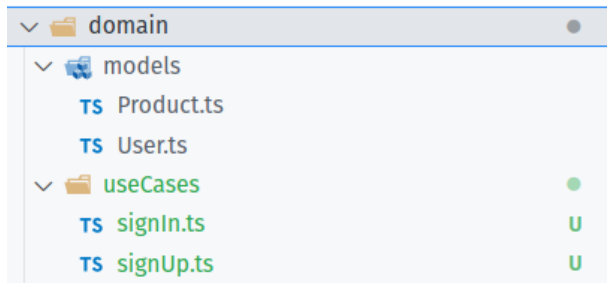 domain
models
TS Product.ts
TS User.ts
useCases
TS signIn.ts U
TS signUp.ts U